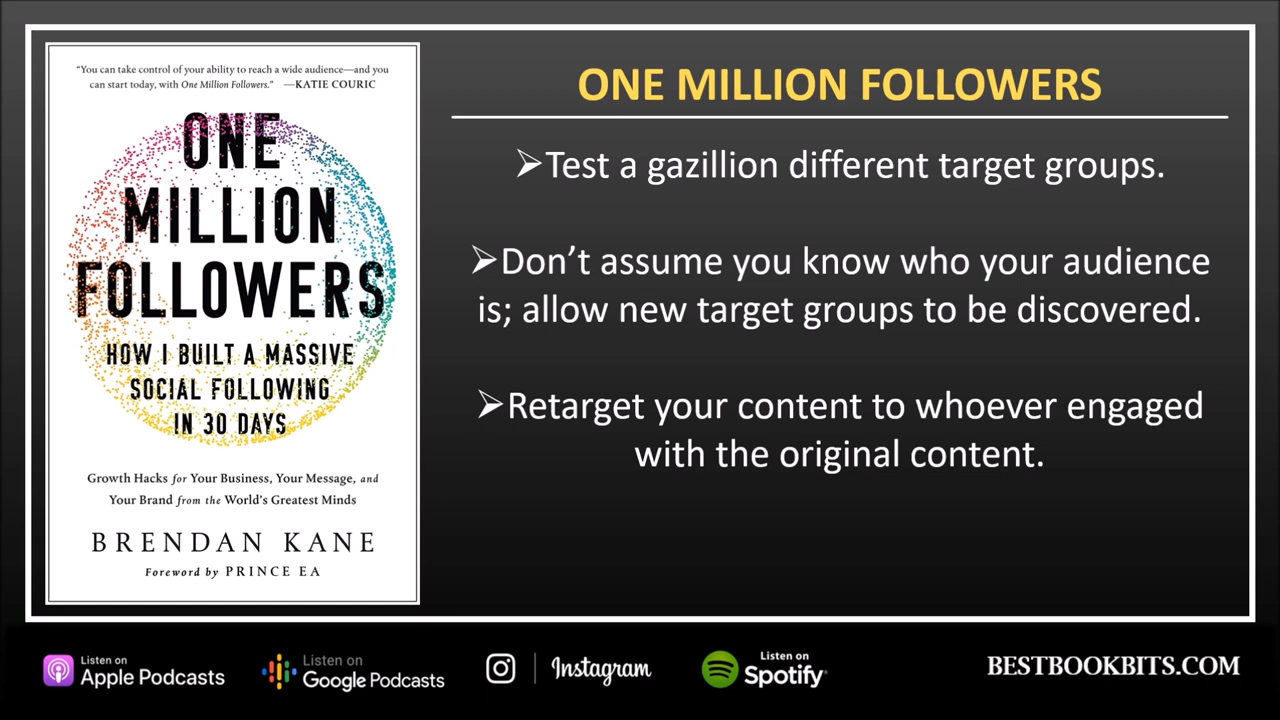 “You can take control of your ability to reach a wide audience—and you
can start today, with One Million Followers.” —KATIE COURIC
ONE
MILLION
FOLLOWERS
HOW I BUILT A MASSIVE
SOCIAL FOLLOWING
IN 30 DAYS
Growth Hacks for Your Business, Your Message, and
Your Brand from the World’s Greatest Minds
BRENDAN KANE
Foreword by PRINCE EA
ONE MILLION FOLLOWERS
➢Test a gazillion different target groups.
➢Don’t assume you know who your audience
is; allow new target groups to be discovered.
➢Retarget your content to whoever engaged
with the original content.
Listen on
Apple Podcasts
Listen on
Google Podcasts
Instagram
Listen on
Spotify
BESTBOOKBITS.COM